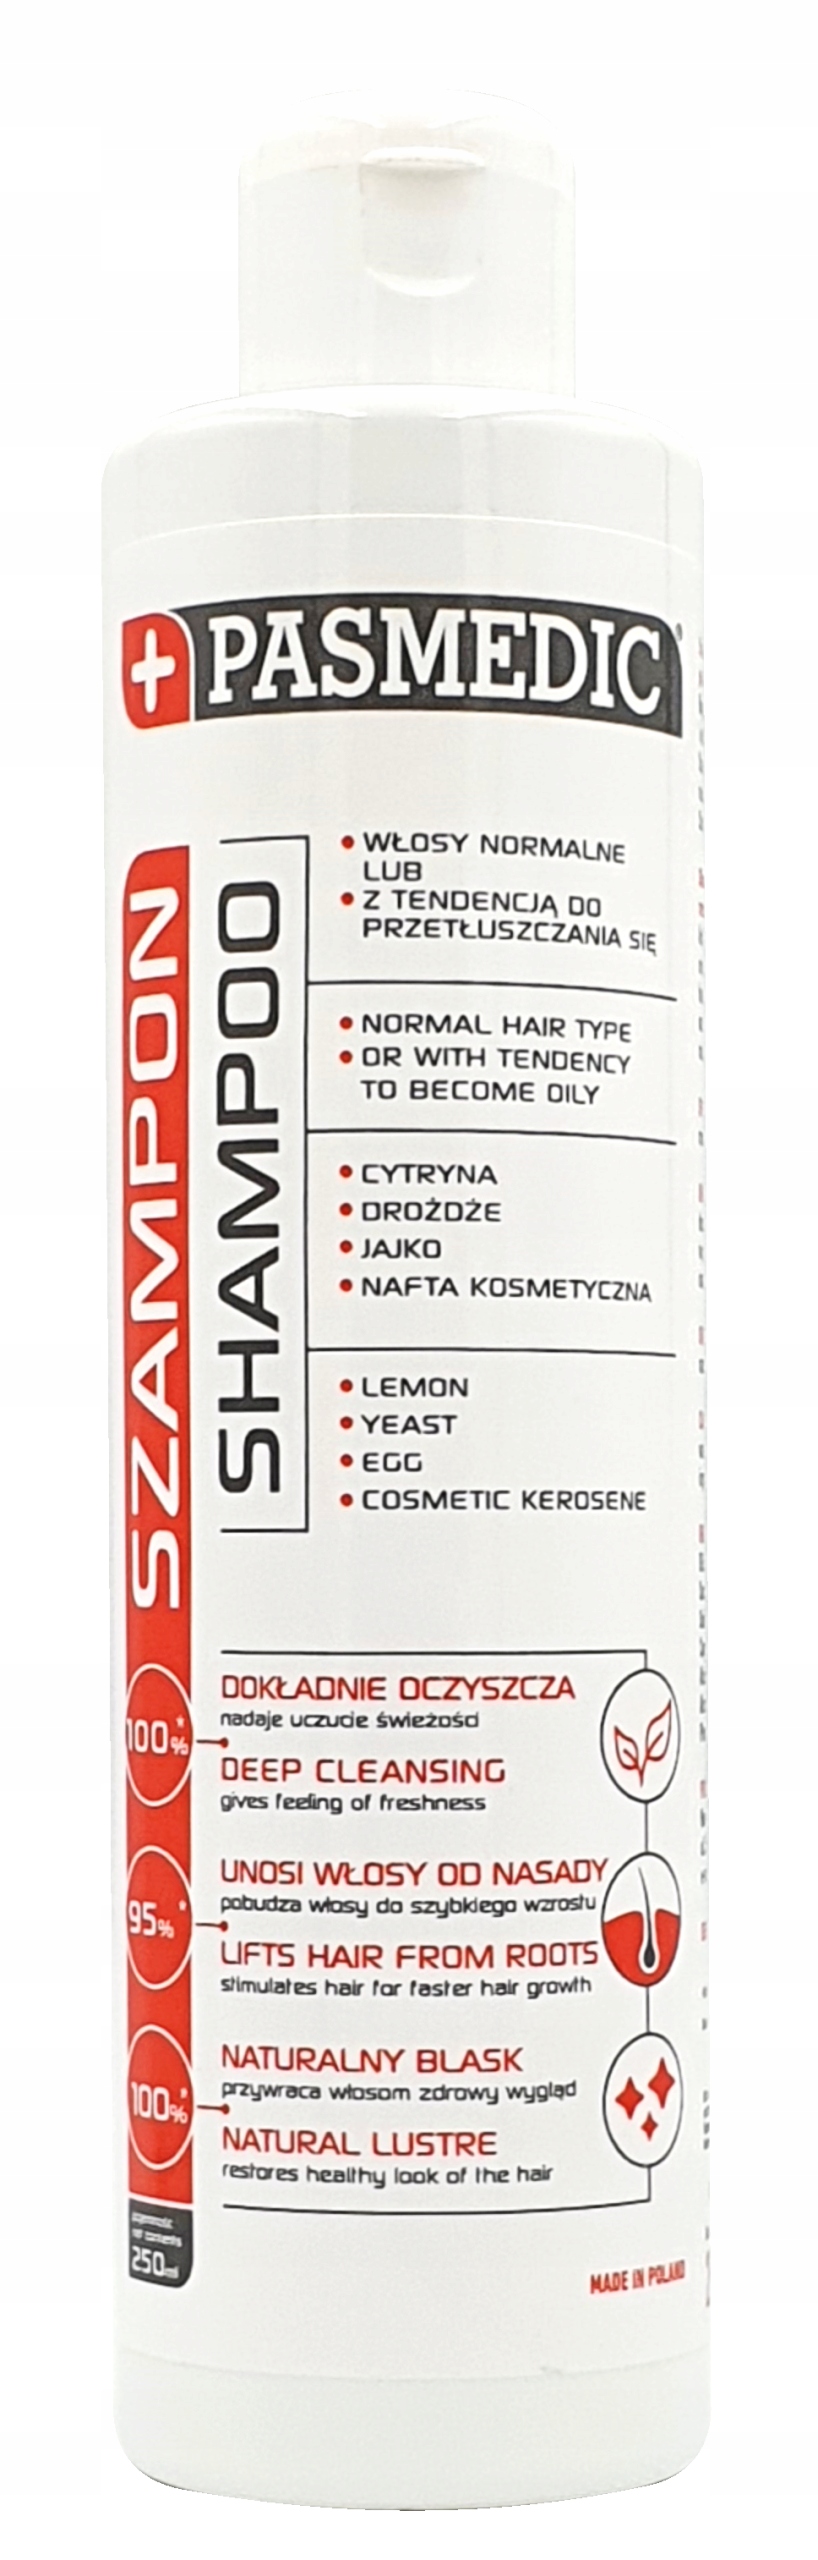 PASMEDIC®
SZAMPON
SHAMPOO
• WŁOSY NORMALNE
LUB
• Z TENDENCJĄ DO
PRZETŁUSZCZANIA SIĘ
• NORMAL HAIR TYPE
• OR WITH TENDENCY
TO BECOME OILY
• CYTRYNA
• DROŻDŻE
• JAJKO
• NAFTA KOSMETYCZNA
• LEMON
• YEAST
• EGG
• COSMETIC KEROSENE
100%*
DOKŁADNIE OCZYSZCZA
nadaje uczucie świeżości
DEEP CLEANSING
gives feeling of freshness
95%*
UNOSI WŁOSY OD NASADY
pobudza włosy do szybkiego wzrostu
LIFTS HAIR FROM ROOTS
stimulates hair for faster hair growth
100%*
NATURALNY BLASK
przywraca włosom zdrowy wygląd
NATURAL LUSTRE
restores healthy look of the hair
pojemność
net contents
250ml
MADE IN POLAND